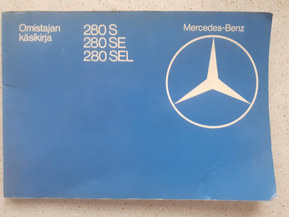 Omistajan
käsikirja
280 S
280 SE
280 SEL
Mercedes-Benz